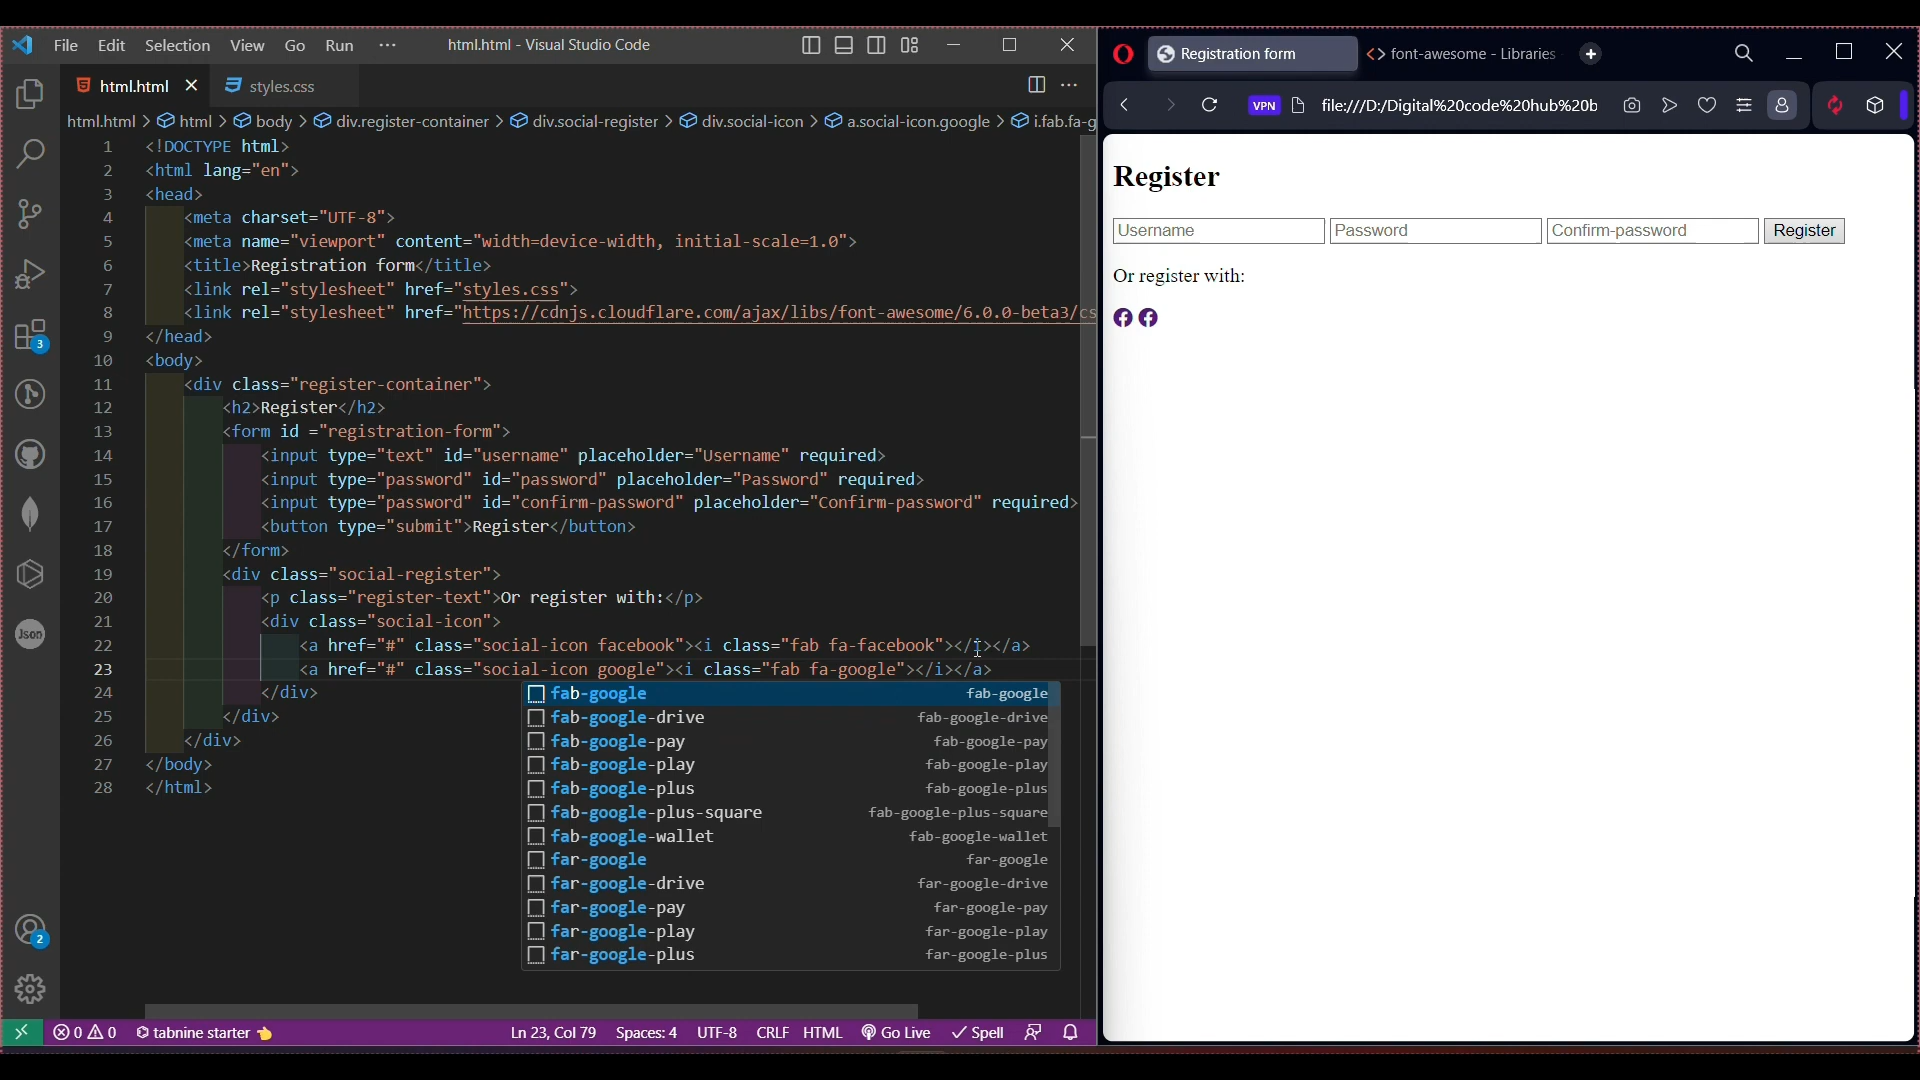 File Edit Selection View Go Run ··· html.html - Visual Studio Code
html.html styles.css
html.html > html > body > div.register-container > div.social-register > div.social-icon > a.social-icon.google > i.fab.fa-g
1 <!DOCTYPE html>
2 <html lang="en">
3 <head>
4 <meta charset="UTF-8">
5 <meta name="viewport" content="width=device-width, initial-scale=1.0">
6 <title>Registration form</title>
7 <link rel="stylesheet" href="styles.css">
8 <link rel="stylesheet" href="https://cdnjs.cloudflare.com/ajax/libs/font-awesome/6.0.0-beta3/cs
9 </head>
10 <body>
11 <div class="register-container">
12 <h2>Register</h2>
13 <form id ="registration-form">
14 <input type="text" id="username" placeholder="Username" required>
15 <input type="password" id="password" placeholder="Password" required>
16 <input type="password" id="confirm-password" placeholder="Confirm-password" required>
17 <button type="submit">Register</button>
18 </form>
19 <div class="social-register">
20 <p class="register-text">Or register with:</p>
21 <div class="social-icon">
22 <a href="#" class="social-icon facebook"><i class="fab fa-facebook"></i></a>
23 <a href="#" class="social-icon google"><i class="fab fa-google"></i></a>
24 </div>
25 </div>
26 </div>
27 </body>
28 </html>
fab-google fab-google
fab-google-drive fab-google-drive
fab-google-pay fab-google-pay
fab-google-play fab-google-play
fab-google-plus fab-google-plus
fab-google-plus-square fab-google-plus-square
fab-google-wallet fab-google-wallet
far-google far-google
far-google-drive far-google-drive
far-google-pay far-google-pay
far-google-play far-google-play
far-google-plus far-google-plus
3
Json
2
0 0 tabnine starter Ln 23, Col 79 Spaces: 4 UTF-8 CRLF HTML Go Live Spell
Registration form <> font-awesome - Libraries
VPN file:///D:/Digital%20code%20hub%20b
Register
Username Password Confirm-password Register
Or register with: